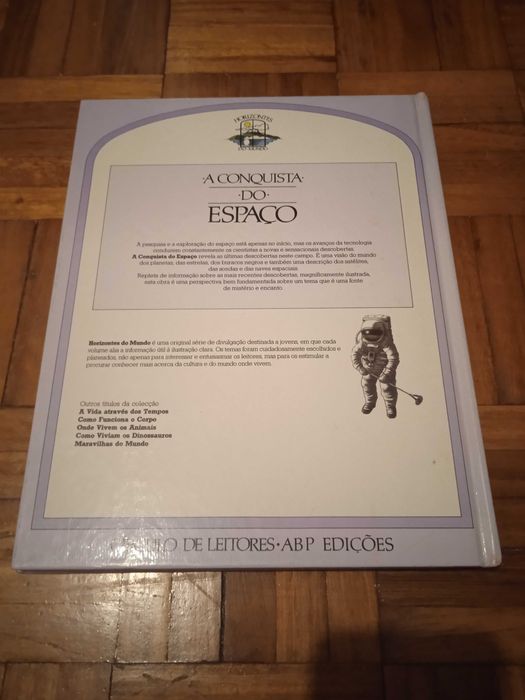 HORIZONTES
DO MUNDO
·A CONQUISTA·
·DO·
ESPAÇO
A pesquisa e a exploração do espaço está apenas no início, mas os avanços da tecnologia
conduzem constantemente os cientistas a novas e sensacionais descobertas.
A Conquista do Espaço revela as últimas descobertas neste campo. É uma visão do mundo
dos planetas, das estrelas, dos buracos negros e também uma descrição dos satélites,
das sondas e das naves espaciais.
Repleta de informação sobre as mais recentes descobertas, magnificamente ilustrada,
esta obra é uma perspectiva bem fundamentada sobre um tema que é uma fonte
de mistério e encanto.
Horizontes do Mundo é uma original série de divulgação destinada a jovens, em que cada
volume alia a informação útil à ilustração clara. Os temas foram cuidadosamente escolhidos e
planeados, não apenas para interessar e entusiasmar os leitores, mas para os estimular a
procurar conhecer mais acerca da cultura e do mundo onde vivem.
Outros títulos da colecção
A Vida através dos Tempos
Como Funciona o Corpo
Onde Vivem os Animais
Como Viviam os Dinossauros
Maravilhas do Mundo
DE LEITORES·ABP EDIÇÕES